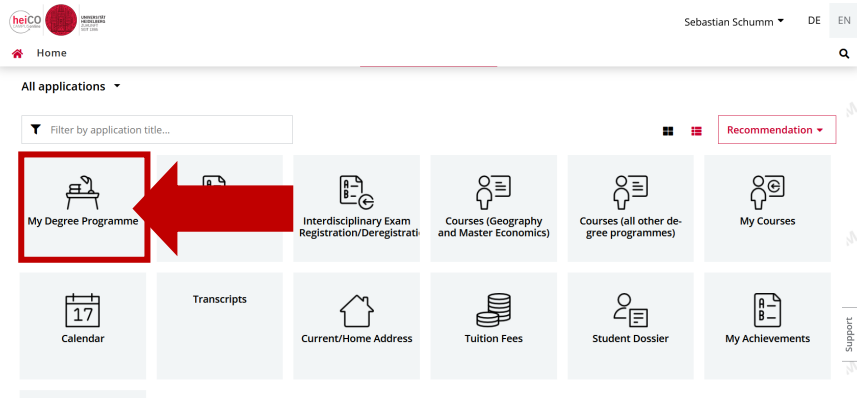 heiCO
UNIVERSITÄT
HEIDELBERG
ZUKUNFT
SEIT 1386
Sebastian Schumm
DE
EN
Home
All applications
Filter by application title...
Recommendation
My Degree Programme
Interdisciplinary Exam
Registration/Deregistrati
Courses (Geography
and Master Economics)
Courses (all other de-
gree programmes)
My Courses
17
Calendar
Transcripts
Current/Home Address
Tuition Fees
Student Dossier
My Achievements
Support